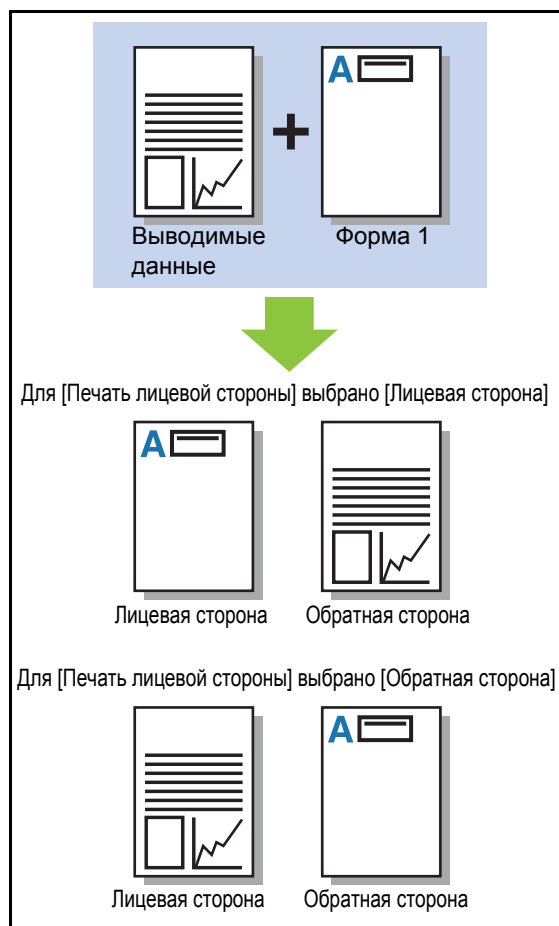 A
Выводимые данные
Форма 1
Для [Печать лицевой стороны] выбрано [Лицевая сторона]
A
Лицевая сторона
Обратная сторона
Для [Печать лицевой стороны] выбрано [Обратная сторона]
A
Лицевая сторона
Обратная сторона